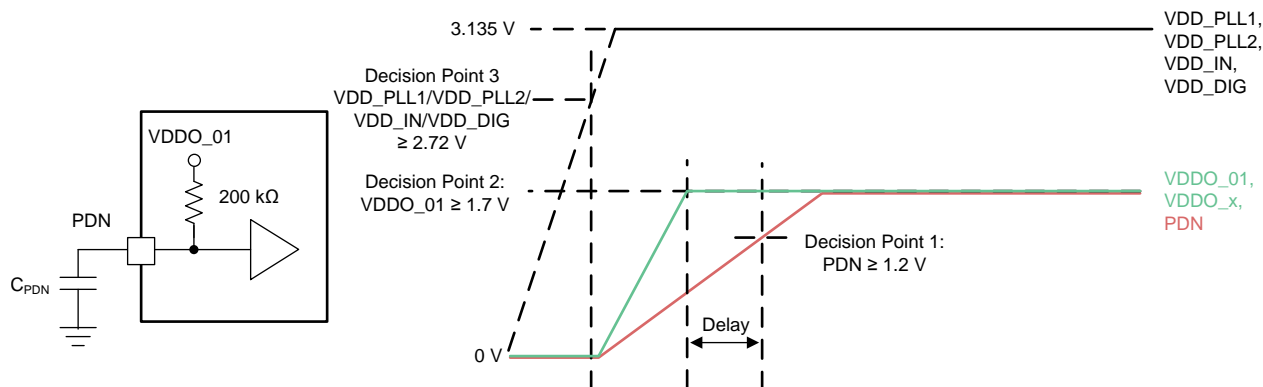 3.135 V
VDD_PLL1,
VDD_PLL2,
VDD_IN,
VDD_DIG
Decision Point 3
VDD_PLL1/VDD_PLL2/
VDD_IN/VDD_DIG
≥ 2.72 V
VDDO_01
200 kΩ
PDN
CPDN
Decision Point 2:
VDDO_01 ≥ 1.7 V
VDDO_01,
VDDO_x,
PDN
Decision Point 1:
PDN ≥ 1.2 V
Delay
0 V